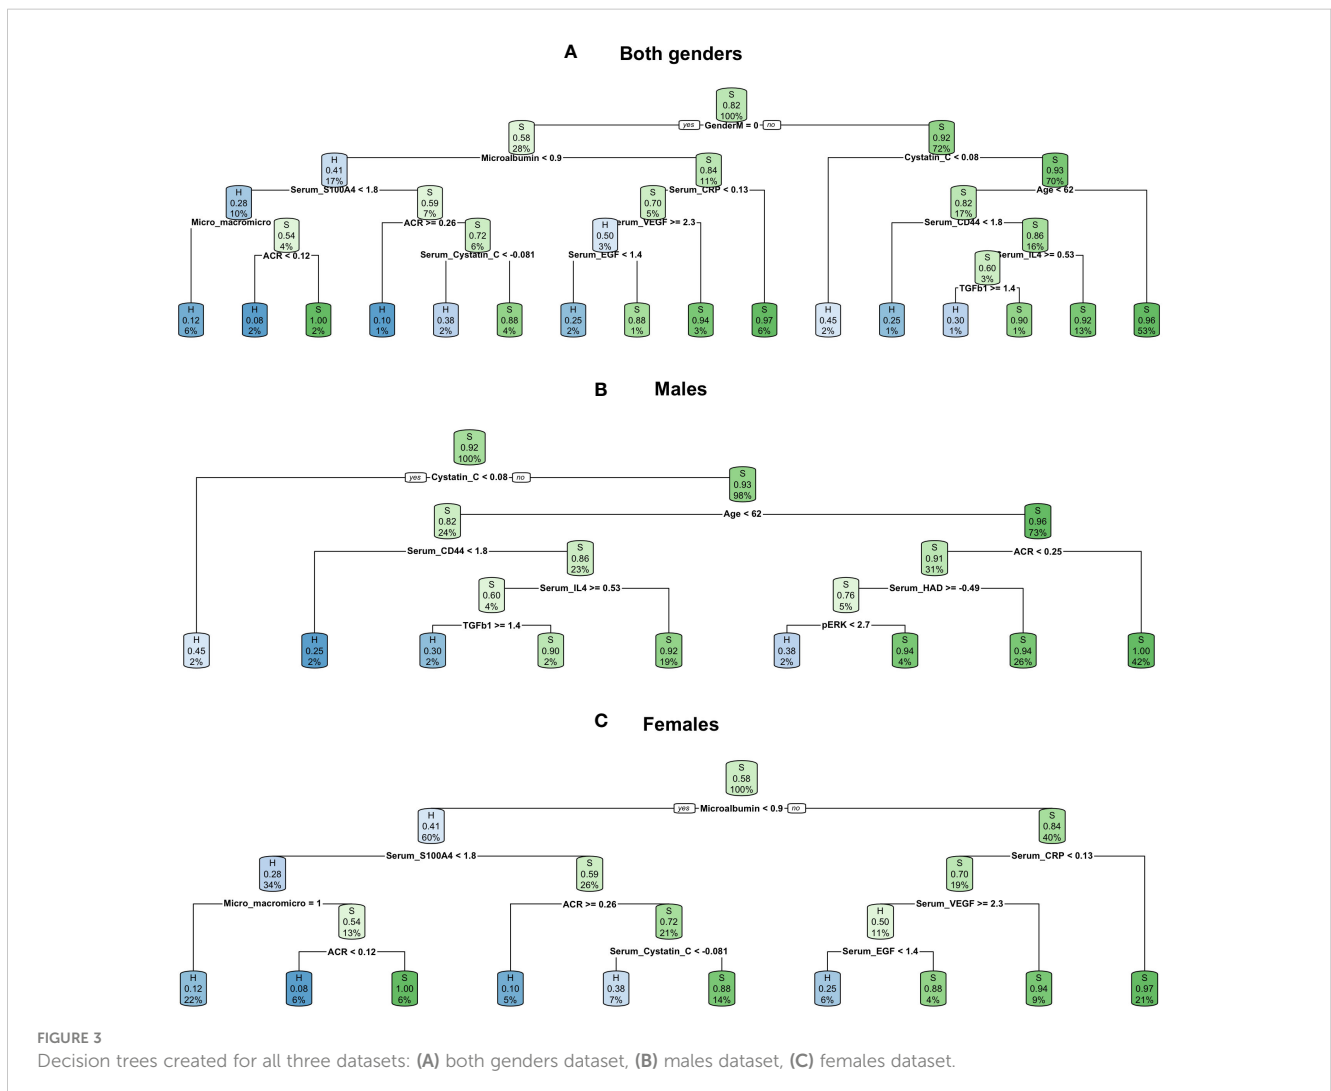 A Both genders
S
0.82
100%
yes GenderM = 0 no
S
0.58
28%
S
0.92
72%
Microalbumin < 0.9
Cystatin_C < 0.08
H
0.41
17%
S
0.84
11%
S
0.93
70%
Serum_S100A4 < 1.8
Serum_CRP < 0.13
Age < 62
H
0.28
10%
S
0.59
7%
S
0.70
5%
S
0.82
17%
Micro_macromicro
ACR >= 0.26
Serum_VEGF >= 2.3
Serum_CD44 < 1.8
S
0.54
4%
S
0.72
6%
H
0.50
3%
S
0.86
16%
ACR < 0.12
Serum_Cystatin_C < -0.081
Serum_EGF < 1.4
Serum_IL4 >= 0.53
S
0.60
3%
TGFb1 >= 1.4
H H S H H S H S S S H H H S S S
0.12 0.08 1.00 0.10 0.38 0.88 0.25 0.88 0.94 0.97 0.45 0.25 0.30 0.90 0.92 0.96
6% 2% 2% 1% 2% 4% 2% 1% 3% 6% 2% 1% 1% 1% 13% 53%
B Males
S
0.92
100%
yes Cystatin_C < 0.08 no
S
0.93
98%
Age < 62
S
0.82
24%
S
0.96
73%
Serum_CD44 < 1.8
ACR < 0.25
S
0.86
23%
S
0.91
31%
Serum_IL4 >= 0.53
Serum_HAD >= -0.49
S
0.60
4%
S
0.76
5%
TGFb1 >= 1.4
pERK < 2.7
H H H S S H S S S
0.45 0.25 0.30 0.90 0.92 0.38 0.94 0.94 1.00
2% 2% 2% 2% 19% 2% 4% 26% 42%
C Females
S
0.58
100%
yes Microalbumin < 0.9 no
H
0.41
60%
S
0.84
40%
Serum_S100A4 < 1.8
Serum_CRP < 0.13
H
0.28
34%
S
0.59
26%
S
0.70
19%
Micro_macromicro = 1
ACR >= 0.26
Serum_VEGF >= 2.3
S
0.54
13%
S
0.72
21%
H
0.50
11%
ACR < 0.12
Serum_Cystatin_C < -0.081
Serum_EGF < 1.4
H H S H H S H S S S
0.12 0.08 1.00 0.10 0.38 0.88 0.25 0.88 0.94 0.97
22% 6% 6% 5% 7% 14% 6% 4% 9% 21%
FIGURE 3
Decision trees created for all three datasets: (A) both genders dataset, (B) males dataset, (C) females dataset.